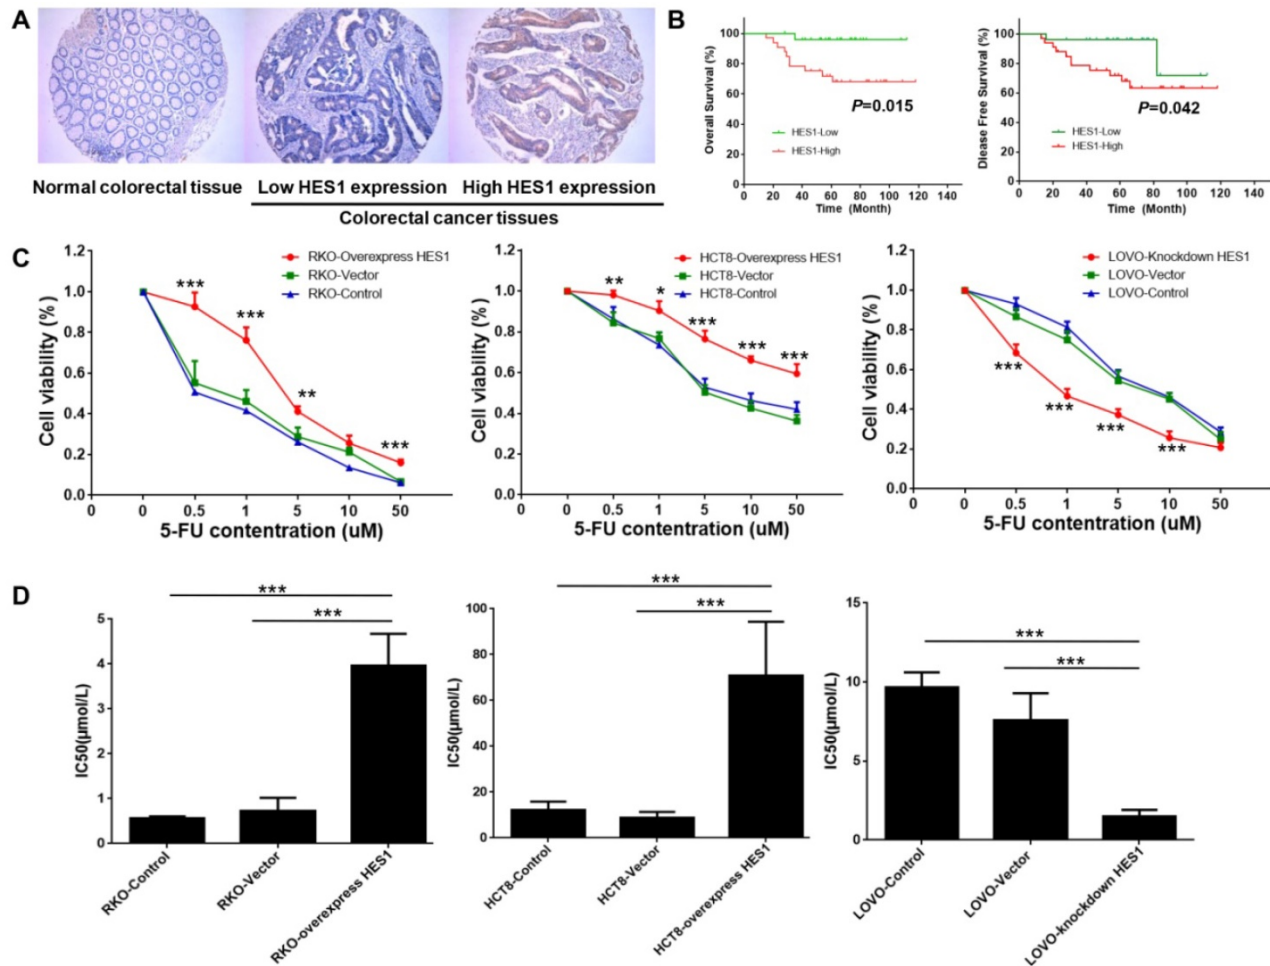 A
Normal colorectal tissue
Low HES1 expression
High HES1 expression
Colorectal cancer tissues
B
Overall Survival (%)
100
80
60
40
20
0
HES1-Low
HES1-High
P=0.015
0 20 40 60 80 100 120 140
Time (Month)
Diease Free Survival (%)
100
80
60
40
20
0
HES1-Low
HES1-High
P=0.042
0 20 40 60 80 100 120 140
Time (Month)
C
Cell viability (%)
1.2
1.0
0.8
0.6
0.4
0.2
0.0
RKO-Overexpress HES1
RKO-Vector
RKO-Control
***
***
**
***
0 0 0.5 1 5 10 50
5-FU contentration (uM)
Cell viability (%)
1.2
1.0
0.8
0.6
0.4
0.2
0.0
HCT8-Overexpress HES1
HCT8-Vector
HCT8-Control
**
*
***
***
***
0 0 0.5 1 5 10 50
5-FU contentration (uM)
Cell viability (%)
1.2
1.0
0.8
0.6
0.4
0.2
0.0
LOVO-Knockdown HES1
LOVO-Vector
LOVO-Control
***
***
***
***
0 0 0.5 1 5 10 50
5-FU contentration (uM)
D
IC50(μmol/L)
5
4
3
2
1
0
***
***
RKO-Control
RKO-Vector
RKO-overexpress HES1
IC50(μmol/L)
100
80
60
40
20
0
***
***
HCT8-Control
HCT8-Vector
HCT8-overexpress HES1
IC50(μmol/L)
15
10
5
0
***
***
LOVO-Control
LOVO-Vector
LOVO-knockdown HES1